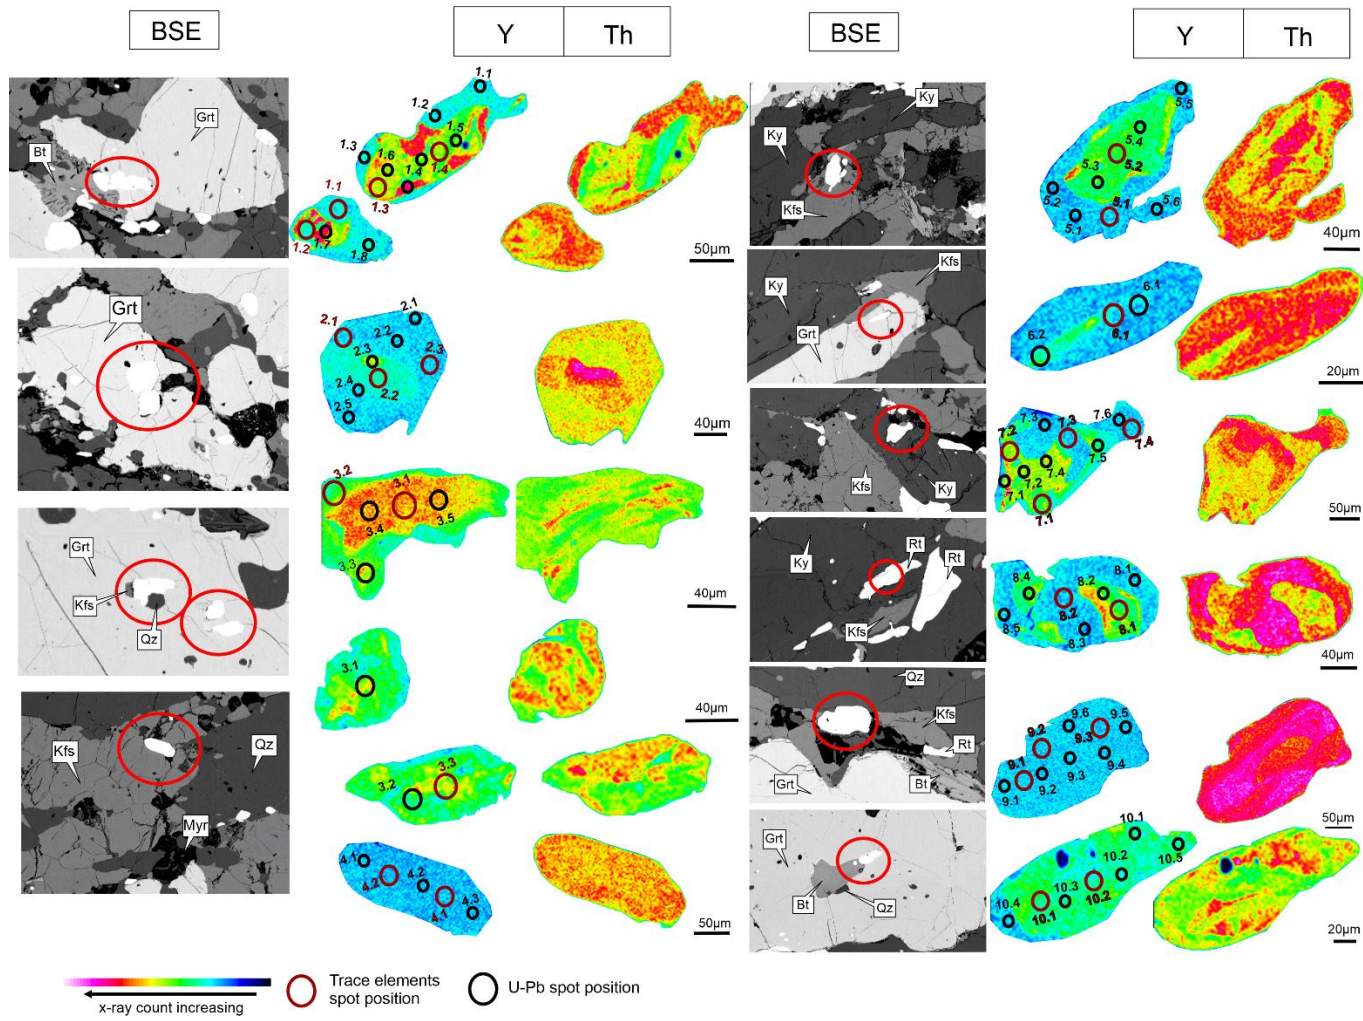 BSE
Y
Th
BSE
Y
Th
Grt
Bt
1.1
1.2
1.3
1.5
1.6
1.4
1.4
1.3
1.1
1.2
1.7
1.8
50µm
Ky
Ky
Kfs
5.5
5.4
5.3
5.2
5.2
5.1
5.1
5.6
40µm
Grt
2.1
2.1
2.2
2.3
2.3
2.4
2.2
2.5
40µm
Ky
Kfs
Grt
6.1
6.2
6.1
20µm
Grt
Kfs
Qz
3.2
3.1
3.4
3.5
3.3
40µm
Kfs
Ky
7.2
7.3
7.3
7.6
7.4
7.5
7.4
7.1
7.2
7.1
50µm
Ky
Rt
Rt
Kfs
8.4
8.2
8.1
8.2
8.5
8.3
8.1
40µm
3.1
40µm
Kfs
Qz
Myr
3.2
3.3
4.1
4.2
4.2
4.1
4.3
50µm
Qz
Kfs
Rt
Grt
Bt
9.2
9.6
9.3
9.5
9.1
9.1
9.2
9.3
9.4
50µm
Grt
Bt
Qz
10.1
10.2
10.5
10.3
10.4
10.1
10.2
20µm
x-ray count increasing
Trace elements
spot position
U-Pb spot position